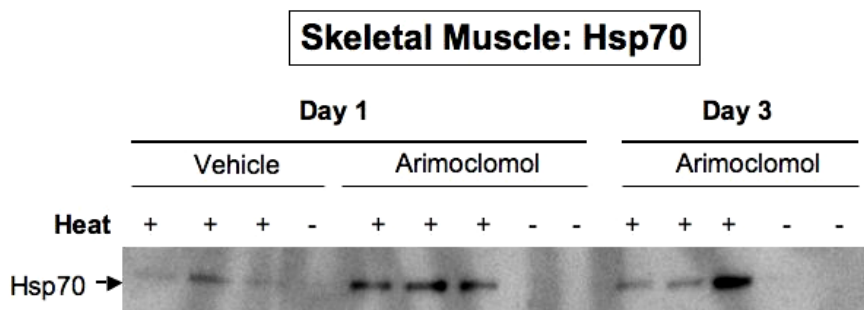 Skeletal Muscle: Hsp70
Day 1 Day 3
Vehicle Arimoclomol Arimoclomol
Heat + + + - + + + - - + + + - -
Hsp70